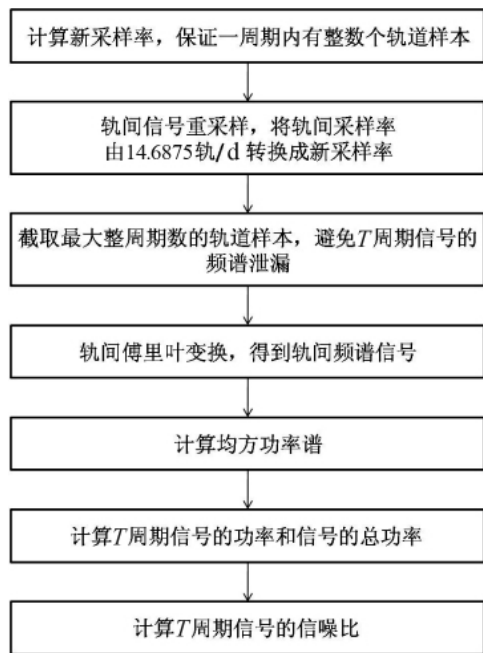 计算新采样率，保证一周期内有整数个轨道样本
轨间信号重采样，将轨间采样率
由14.6875轨/d 转换成新采样率
截取最大整周期数的轨道样本，避免T周期信号的
频谱泄漏
轨间傅里叶变换，得到轨间频谱信号
计算均方功率谱
计算T周期信号的功率和信号的总功率
计算T周期信号的信噪比